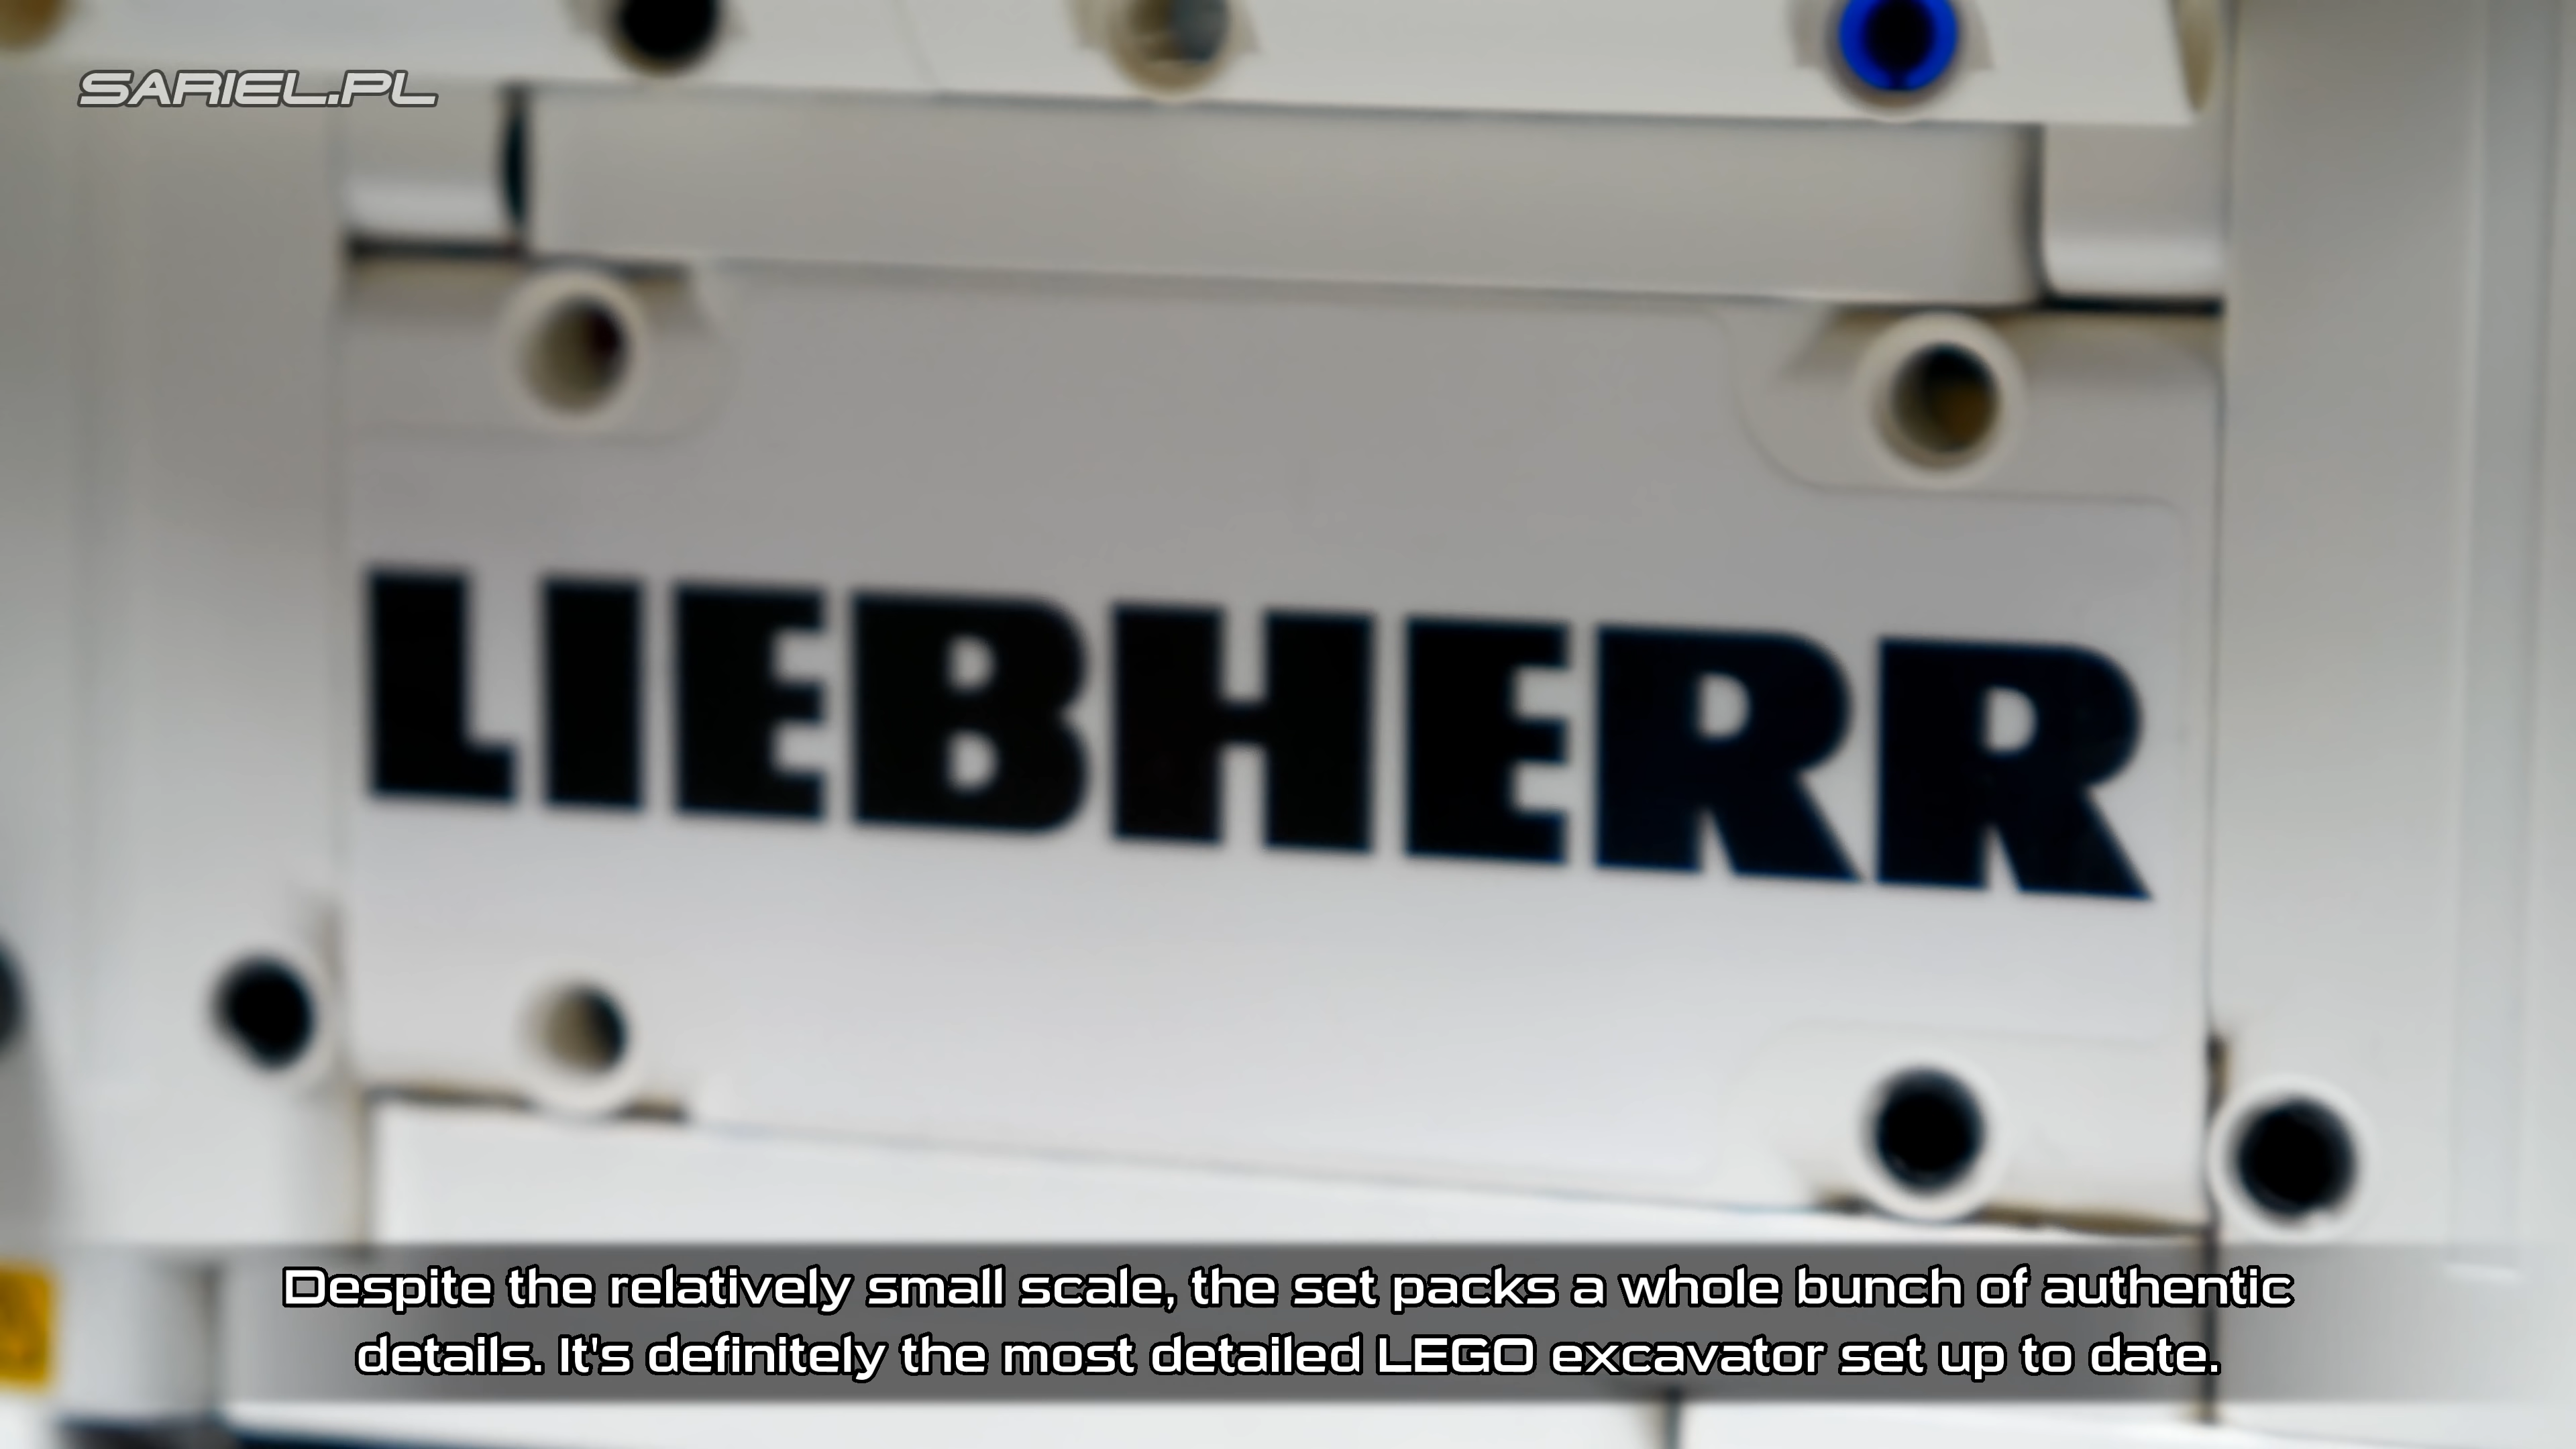 SARIEL.PL
LIEBHERR
Despite the relatively small scale, the set packs a whole bunch of authentic
details. It's definitely the most detailed LEGO excavator set up to date.